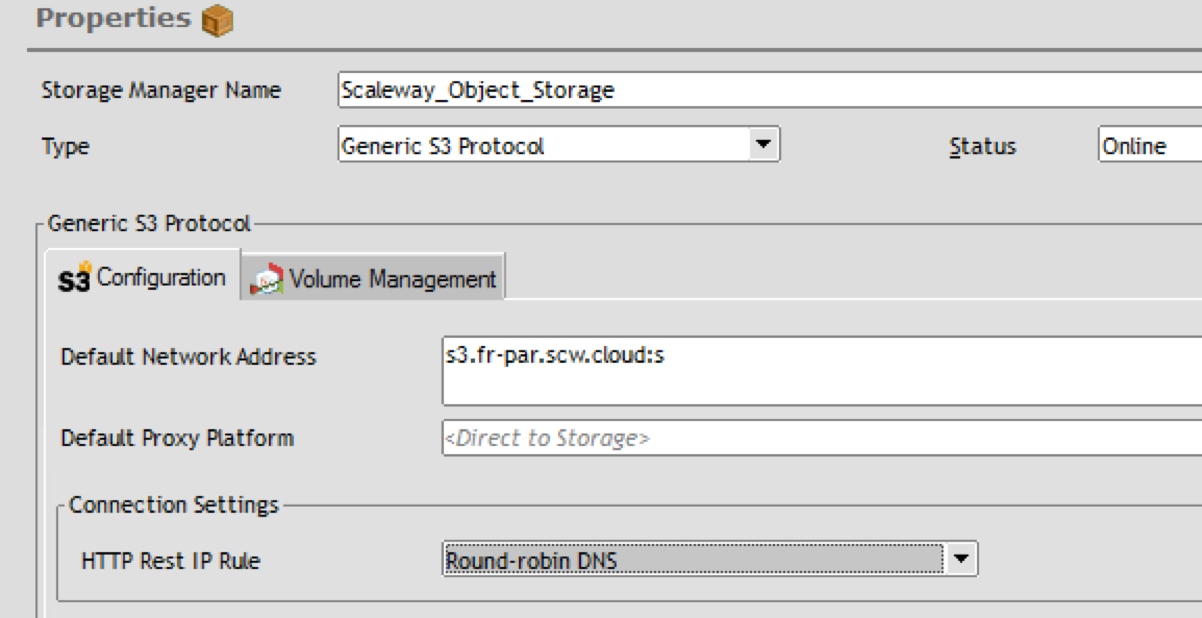 Properties
Storage Manager Name Scaleway_Object_Storage
Type Generic S3 Protocol Status Online
Generic S3 Protocol
S3 Configuration Volume Management
Default Network Address s3.fr-par.scw.cloud:s
Default Proxy Platform <Direct to Storage>
Connection Settings
HTTP Rest IP Rule Round-robin DNS